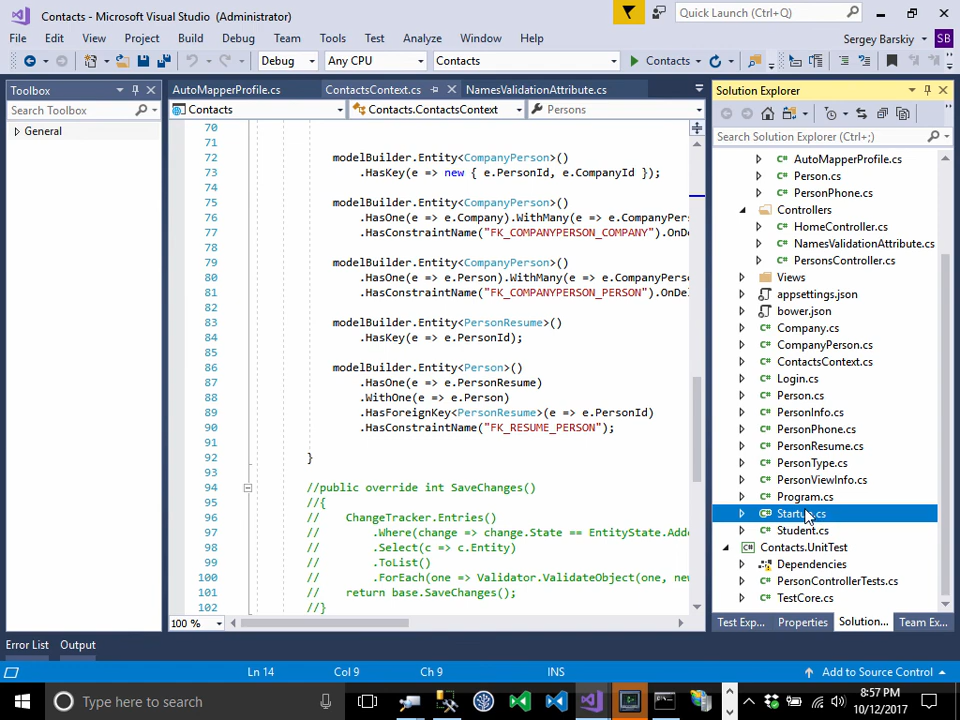 Contacts - Microsoft Visual Studio (Administrator)
Quick Launch (Ctrl+Q)
File Edit View Project Build Debug Team Tools Test Analyze Window Help
Sergey Barskiy SB
Debug Any CPU Contacts Contacts
Toolbox
Search Toolbox
General
AutoMapperProfile.cs ContactsContext.cs NamesValidationAttribute.cs
Contacts Contacts.ContactsContext Persons
70
71
72 modelBuilder.Entity<CompanyPerson>()
73 .HasKey(e => new { e.PersonId, e.CompanyId });
74
75 modelBuilder.Entity<CompanyPerson>()
76 .HasOne(e => e.Company).WithMany(e => e.CompanyPers
77 .HasConstraintName("FK_COMPANYPERSON_COMPANY").OnDel
78
79 modelBuilder.Entity<CompanyPerson>()
80 .HasOne(e => e.Person).WithMany(e => e.CompanyPerso
81 .HasConstraintName("FK_COMPANYPERSON_PERSON").OnDel
82
83 modelBuilder.Entity<PersonResume>()
84 .HasKey(e => e.PersonId);
85
86 modelBuilder.Entity<Person>()
87 .HasOne(e => e.PersonResume)
88 .WithOne(e => e.Person)
89 .HasForeignKey<PersonResume>(e => e.PersonId)
90 .HasConstraintName("FK_RESUME_PERSON");
91
92 }
93
94 //public override int SaveChanges()
95 //{
96 // ChangeTracker.Entries()
97 // .Where(change => change.State == EntityState.Adde
98 // .Select(c => c.Entity)
99 // .ToList()
100 // .ForEach(one => Validator.ValidateObject(one, new
101 // return base.SaveChanges();
102 //}
100 %
Solution Explorer
Search Solution Explorer (Ctrl+;)
AutoMapperProfile.cs
Person.cs
PersonPhone.cs
Controllers
HomeController.cs
NamesValidationAttribute.cs
PersonsController.cs
Views
appsettings.json
bower.json
Company.cs
CompanyPerson.cs
ContactsContext.cs
Login.cs
Person.cs
PersonInfo.cs
PersonPhone.cs
PersonResume.cs
PersonType.cs
PersonViewInfo.cs
Program.cs
Startup.cs
Student.cs
Contacts.UnitTest
Dependencies
PersonControllerTests.cs
TestCore.cs
Test Exp... Properties Solution... Team Ex...
Error List Output
Ln 14 Col 9 Ch 9 INS Add to Source Control
Type here to search
8:57 PM
10/12/2017